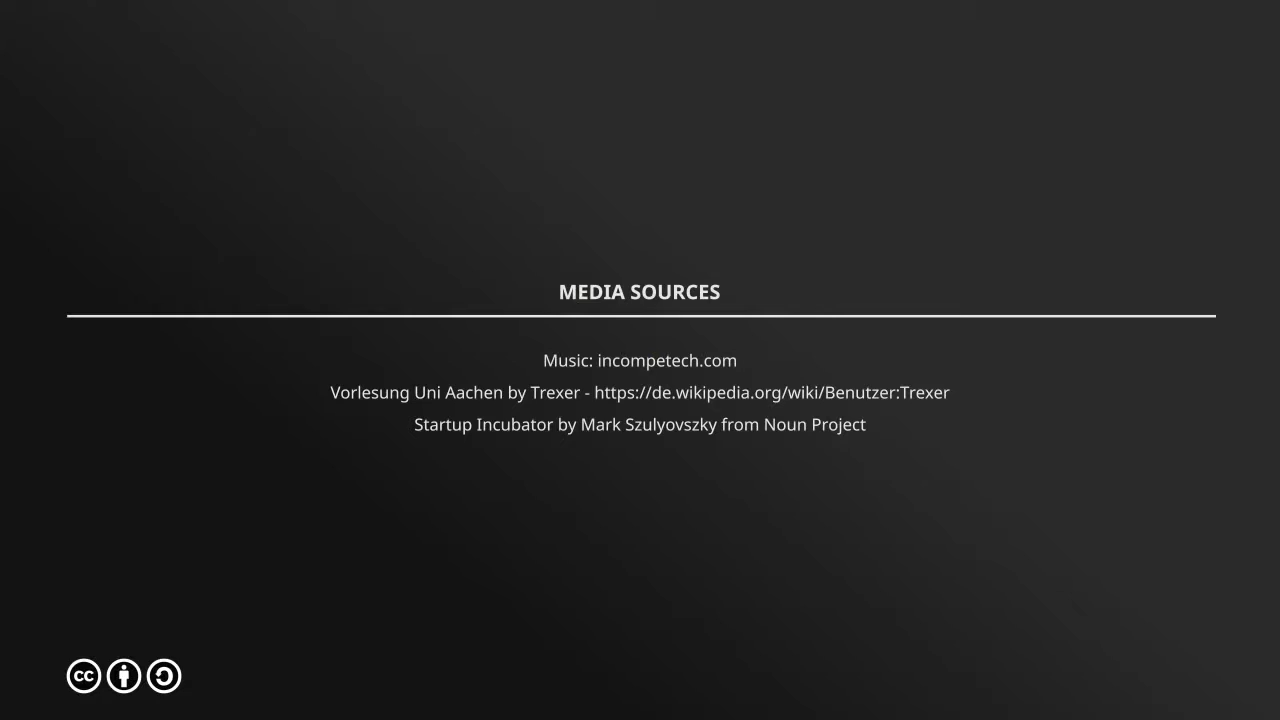 MEDIA SOURCES
Music: incompetech.com
Vorlesung Uni Aachen by Trexer - https://de.wikipedia.org/wiki/Benutzer:Trexer
Startup Incubator by Mark Szulyovszky from Noun Project
cc